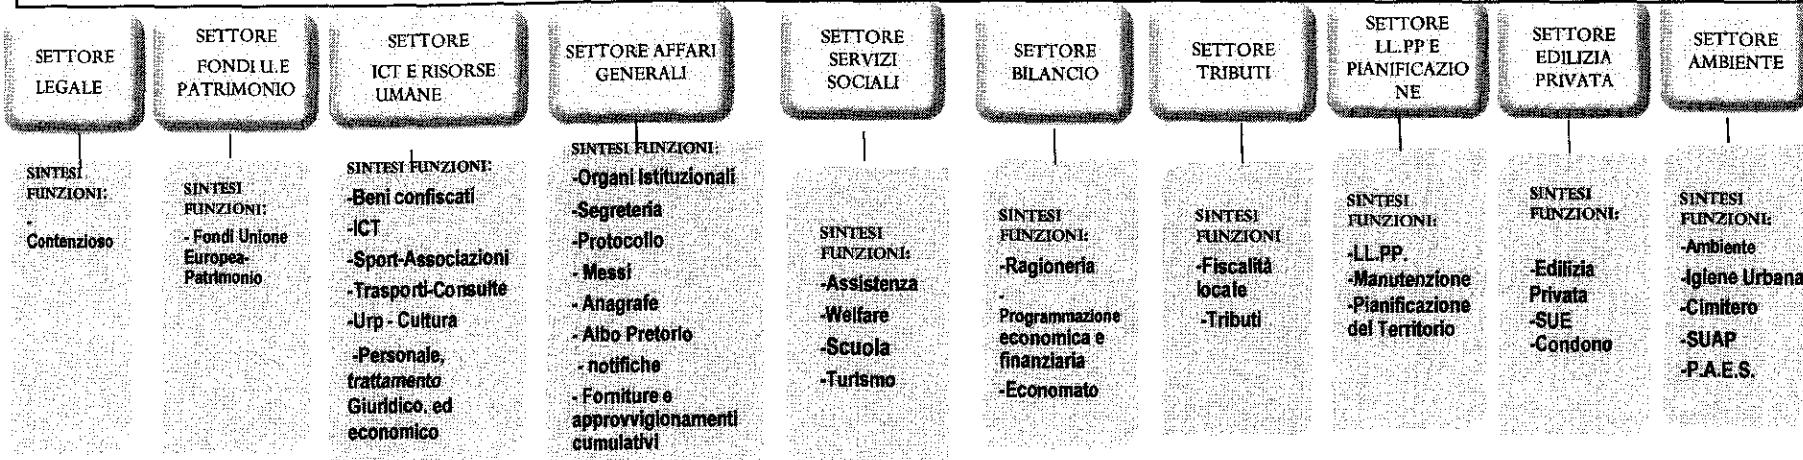 SETTORE
LEGALE
SETTORE
FONDI U.E
PATRIMONIO
SETTORE
ICT E RISORSE
UMANE
SETTORE AFFARI
GENERALI
SETTORE
SERVIZI
SOCIALI
SETTORE
BILANCIO
SETTORE
TRIBUTI
SETTORE
LL.PP E
PIANIFICAZIO
NE
SETTORE
EDILIZIA
PRIVATA
SETTORE
AMBIENTE
SINTESI
FUNZIONI:
-
Contenzioso
SINTESI
FUNZIONI:
- Fondi Unione
Europea-
Patrimonio
SINTESI FUNZIONI:
-Beni confiscati
-ICT
-Sport-Associazioni
-Trasporti-Consulte
-Urp - Cultura
-Personale,
trattamento
Giuridico, ed
economico
SINTESI FUNZIONI:
-Organi Istituzionali
-Segreteria
-Protocollo
- Messi
- Anagrafe
- Albo Pretorio
- notifiche
- Forniture e
approvvigionamenti
cumulativi
SINTESI
FUNZIONI:
-Assistenza
-Welfare
-Scuola
-Turismo
SINTESI
FUNZIONI:
-Ragioneria
-
Programmazione
economica e
finanziaria
-Economato
SINTESI
FUNZIONI
-Fiscalità
locale
-Tributi
SINTESI
FUNZIONI:
-LL.PP.
-Manutenzione
-Pianificazione
del Territorio
SINTESI
FUNZIONI:
-Edilizia
Privata
-SUE
-Condono
SINTESI
FUNZIONI:
-Ambiente
-Igiene Urbana
-Cimitero
-SUAP
-P.A.E.S.